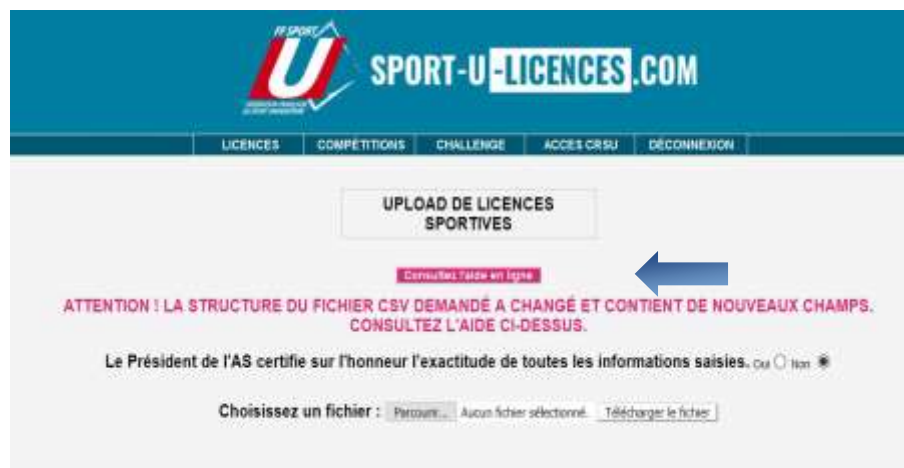 FF SPORT
U
SPORT-U-LICENCES.COM
LICENCES COMPÉTITIONS CHALLENGE ACCES CRSU DÉCONNEXION
UPLOAD DE LICENCES
SPORTIVES
Consultez l'aide en ligne
ATTENTION ! LA STRUCTURE DU FICHIER CSV DEMANDÉ A CHANGÉ ET CONTIENT DE NOUVEAUX CHAMPS.
CONSULTEZ L'AIDE CI-DESSUS.
Le Président de l'AS certifie sur l'honneur l'exactitude de toutes les informations saisies. Oui Non
Choisissez un fichier : Parcourir... Aucun fichier sélectionné. Télécharger le fichier